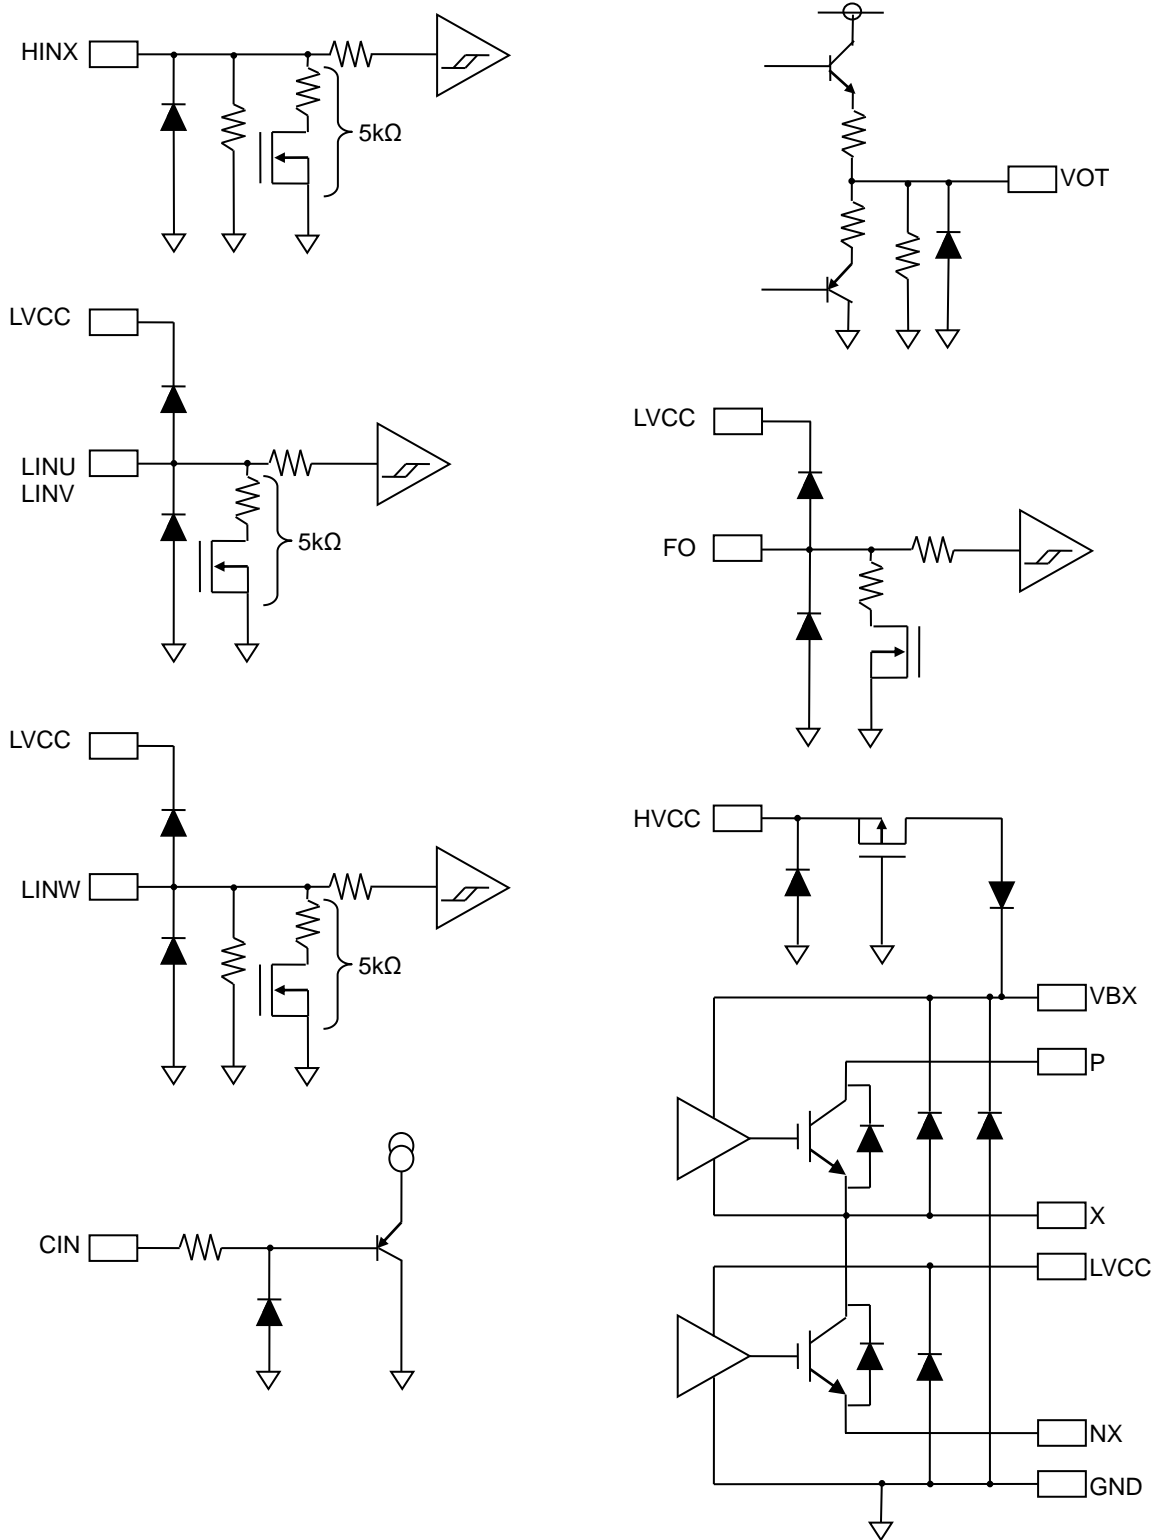 HINX
5kΩ
LVCC
LINU
LINV
5kΩ
LVCC
LINW
5kΩ
CIN
VOT
LVCC
FO
HVCC
VBX
P
X
LVCC
NX
GND